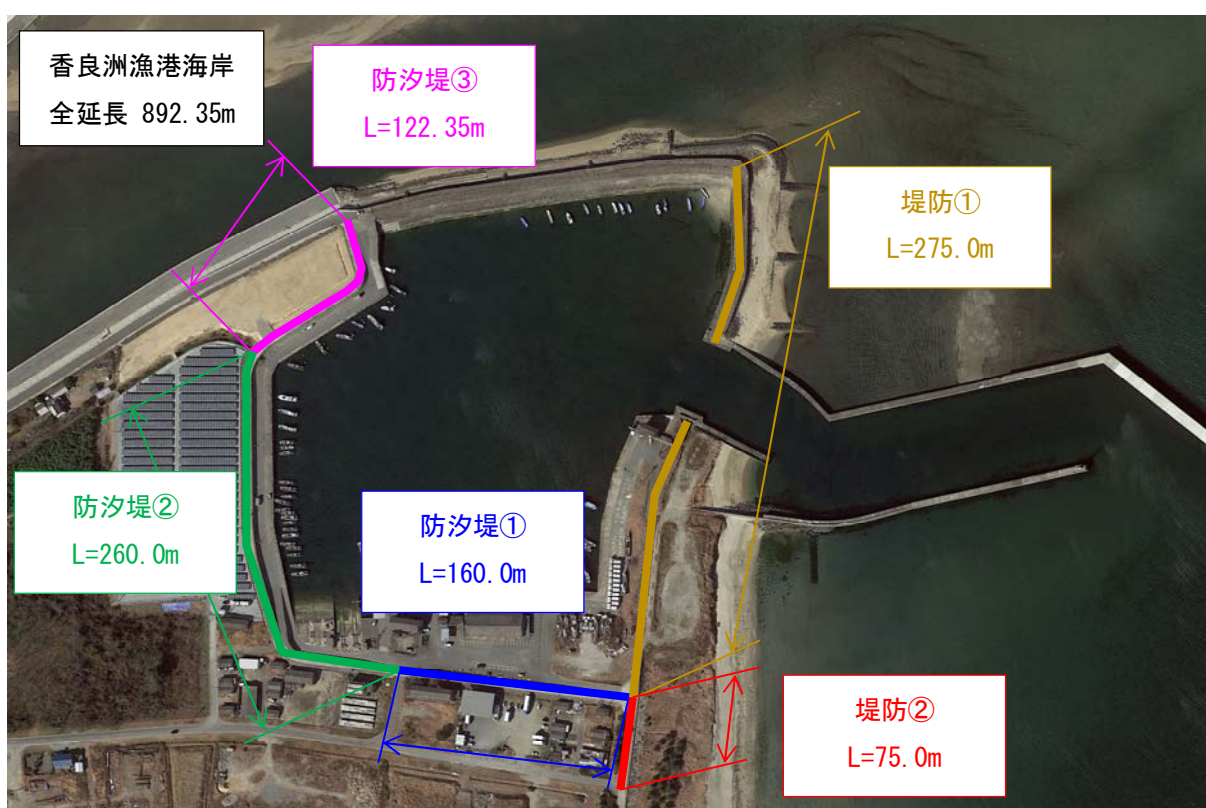 香良洲漁港海岸
全延長 892.35m
防汐堤③
L=122.35m
堤防①
L=275.0m
防汐堤②
L=260.0m
防汐堤①
L=160.0m
堤防②
L=75.0m